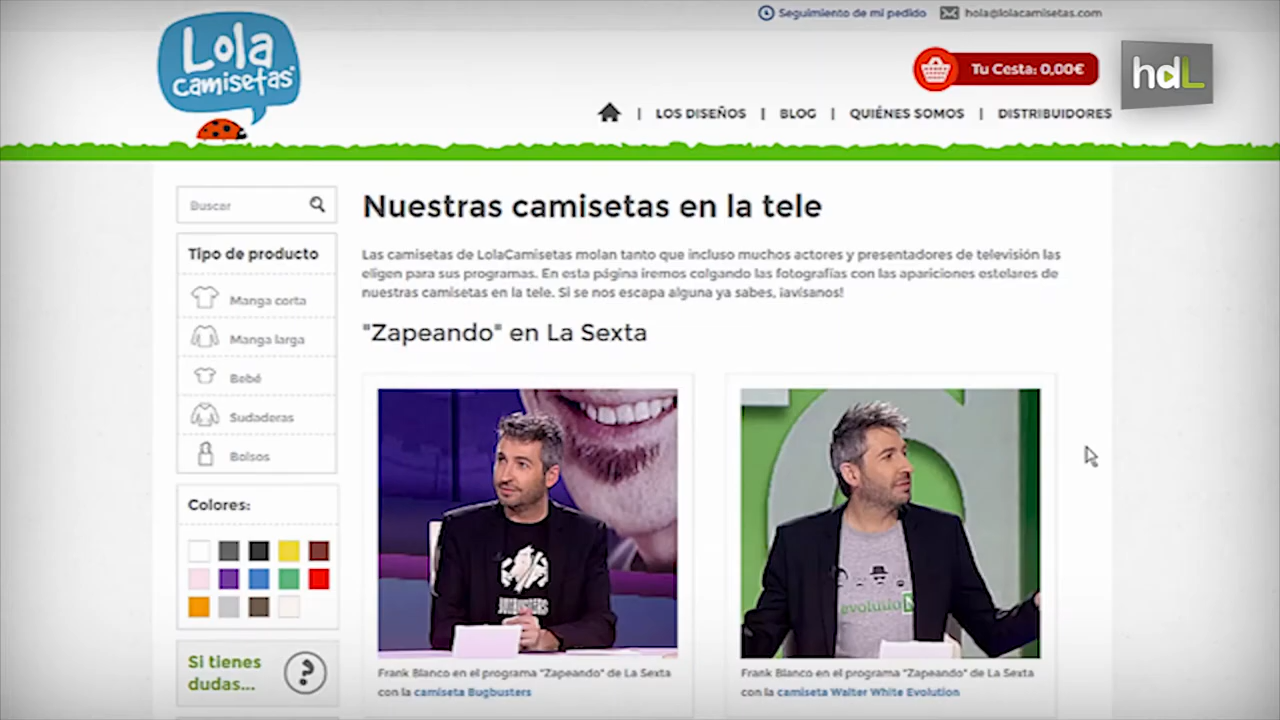 Seguimiento de mi pedido
hola@lolacamisetas.com
Lola
camisetas
Tu Cesta: 0,00€
hdL
LOS DISEÑOS | BLOG | QUIÉNES SOMOS | DISTRIBUIDORES
Buscar
Nuestras camisetas en la tele
Tipo de producto
Las camisetas de LolaCamisetas molan tanto que incluso muchos actores y presentadores de televisión las
eligen para sus programas. En esta página iremos colgando las fotografías con las apariciones estelares de
nuestras camisetas en la tele. Si se nos escapa alguna ya sabes, ¡avísanos!
Manga corta
Manga larga
Bebé
Sudaderas
Bolsos
"Zapeando" en La Sexta
Colores:
Si tienes
dudas...
?
Frank Blanco en el programa "Zapeando" de La Sexta
con la camiseta Bugbusters
Frank Blanco en el programa "Zapeando" de La Sexta
con la camiseta Walter White Evolution